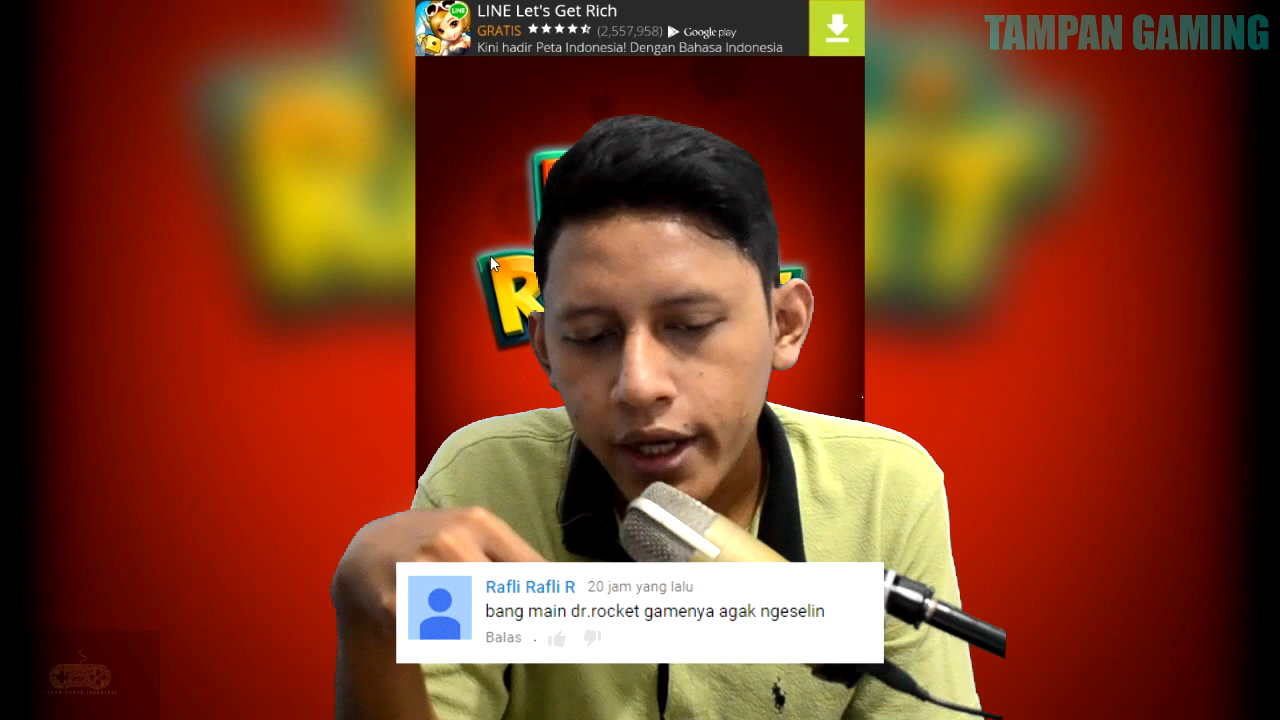 LINE Let's Get Rich
GRATIS (2,557,958) Google play
Kini hadir Peta Indonesia! Dengan Bahasa Indonesia
TAMPAN GAMING
R
Rafli Rafli R 20 jam yang lalu
bang main dr.rocket gamenya agak ngeselin
Balas